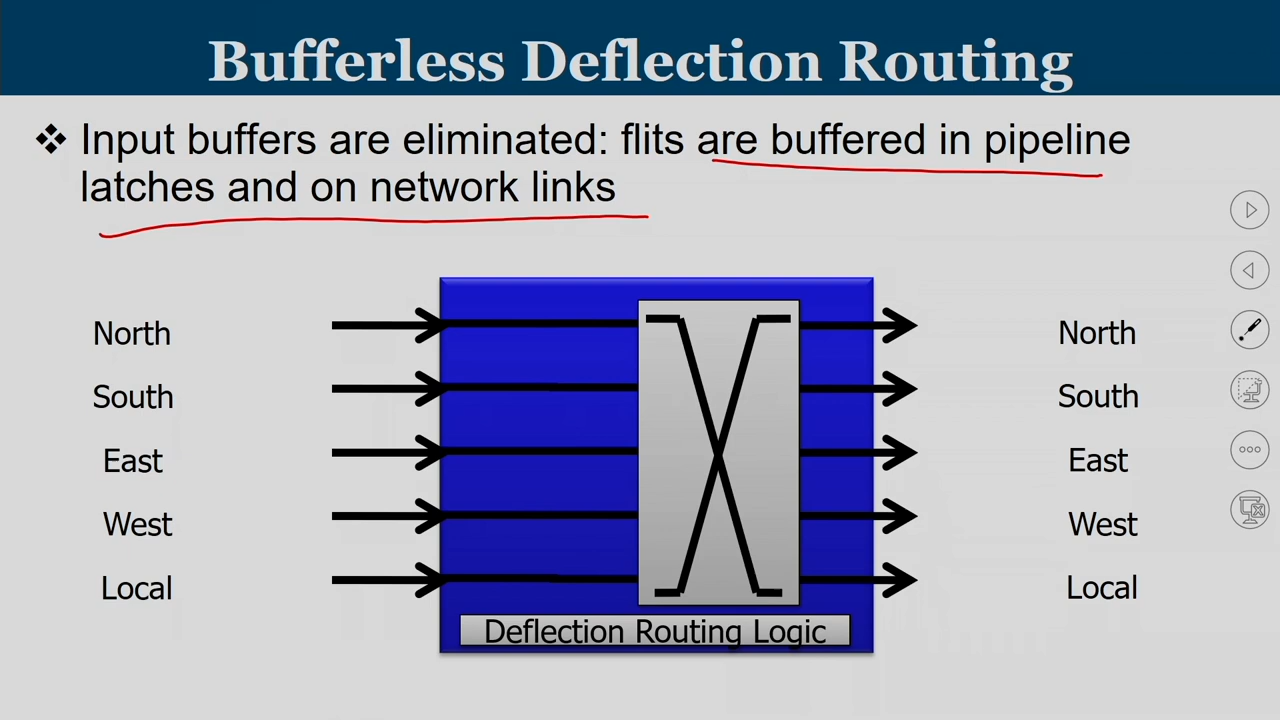 Bufferless Deflection Routing
Input buffers are eliminated: flits are buffered in pipeline
latches and on network links
North
North
South
South
East
East
West
West
Local
Local
Deflection Routing Logic